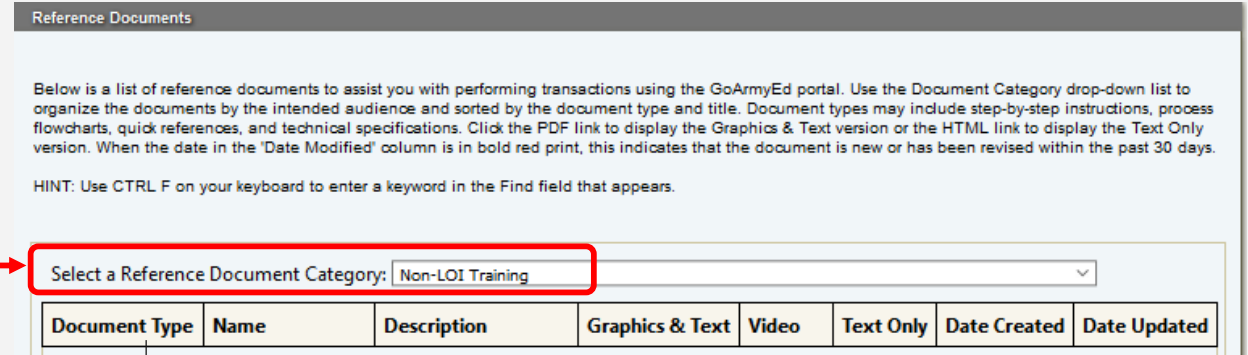 Reference Documents
Below is a list of reference documents to assist you with performing transactions using the GoArmyEd portal. Use the Document Category drop-down list to
organize the documents by the intended audience and sorted by the document type and title. Document types may include step-by-step instructions, process
flowcharts, quick references, and technical specifications. Click the PDF link to display the Graphics & Text version or the HTML link to display the Text Only
version. When the date in the 'Date Modified' column is in bold red print, this indicates that the document is new or has been revised within the past 30 days.
HINT: Use CTRL F on your keyboard to enter a keyword in the Find field that appears.
Select a Reference Document Category: Non-LOI Training
Document Type Name Description Graphics & Text Video Text Only Date Created Date Updated